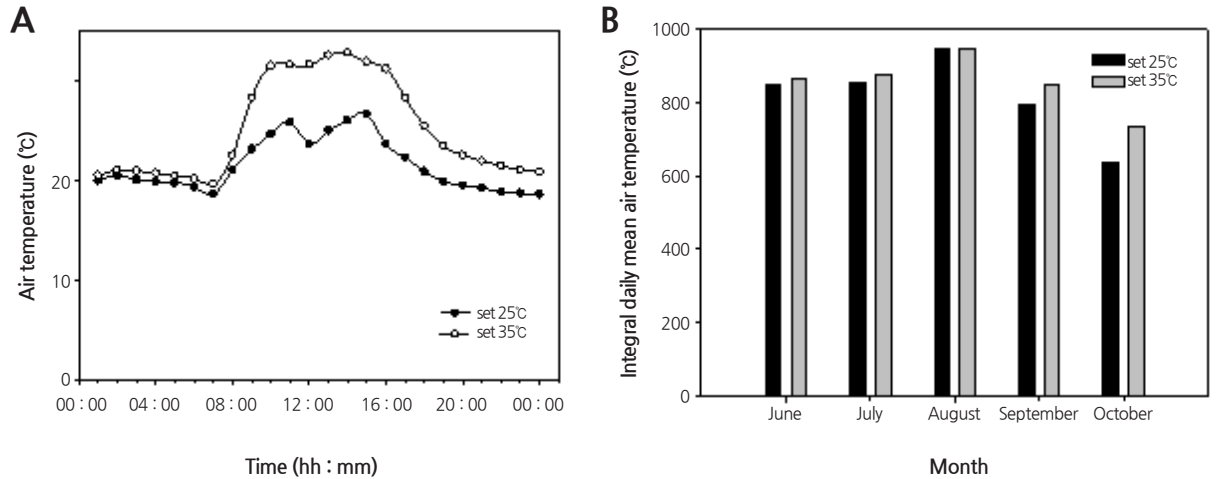 A
Air temperature (℃)
20
10
0
set 25℃
set 35℃
00 : 00 04 : 00 08 : 00 12 : 00 16 : 00 20 : 00 00 : 00
Time (hh : mm)
B
Integral daily mean air temperature (℃)
1000
800
600
400
200
0
set 25℃
set 35℃
June July August September October
Month